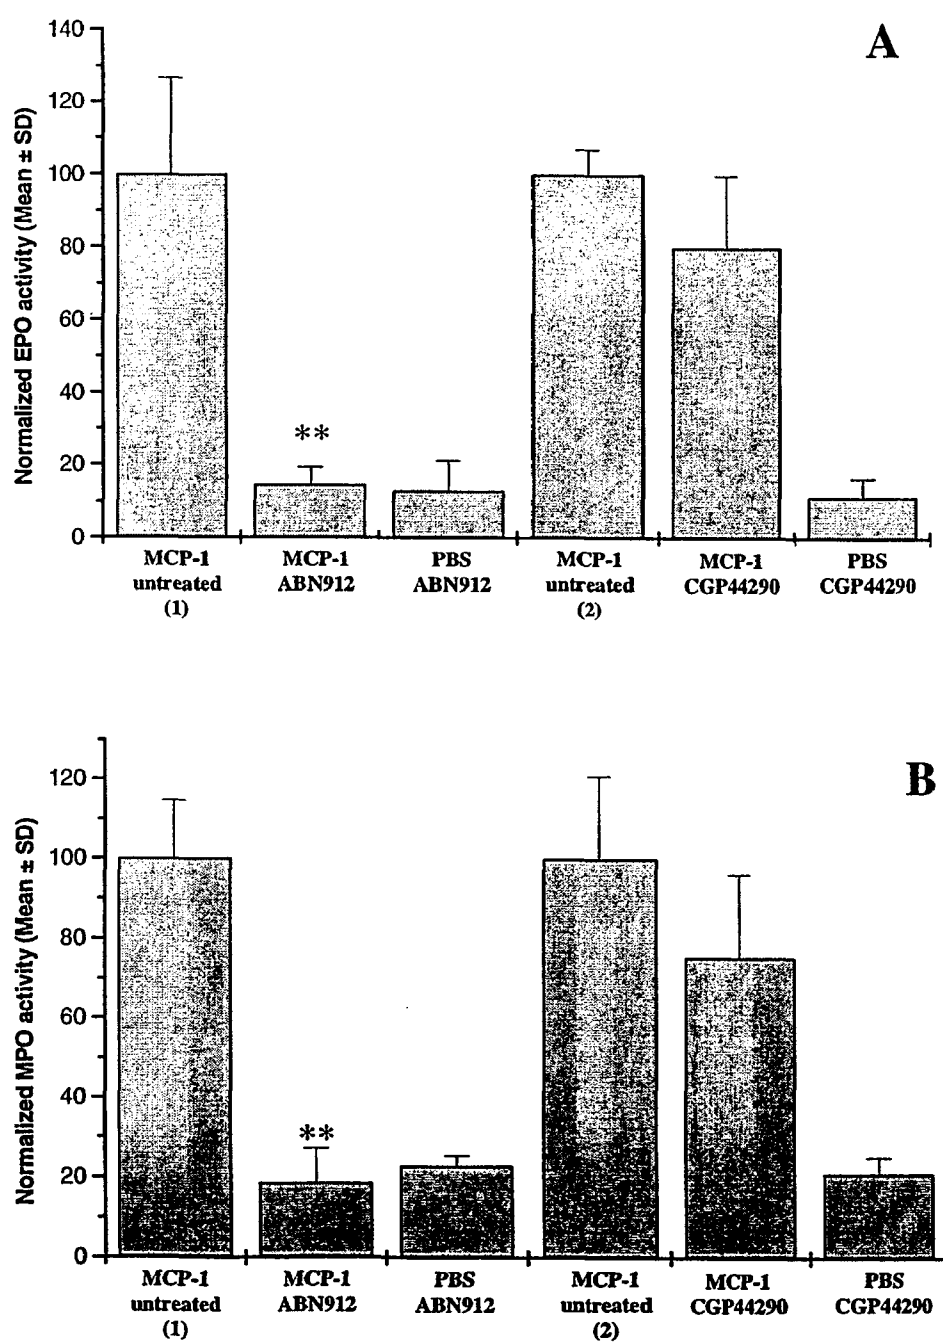 A
Normalized EPO activity (Mean ± SD)
140
120
100
80
60
40
20
0
**
MCP-1 MCP-1 PBS MCP-1 MCP-1 PBS
untreated ABN912 ABN912 untreated CGP44290 CGP44290
(1) (2)
B
Normalized MPO activity (Mean ± SD)
120
100
80
60
40
20
0
**
MCP-1 MCP-1 PBS MCP-1 MCP-1 PBS
untreated ABN912 ABN912 untreated CGP44290 CGP44290
(1) (2)